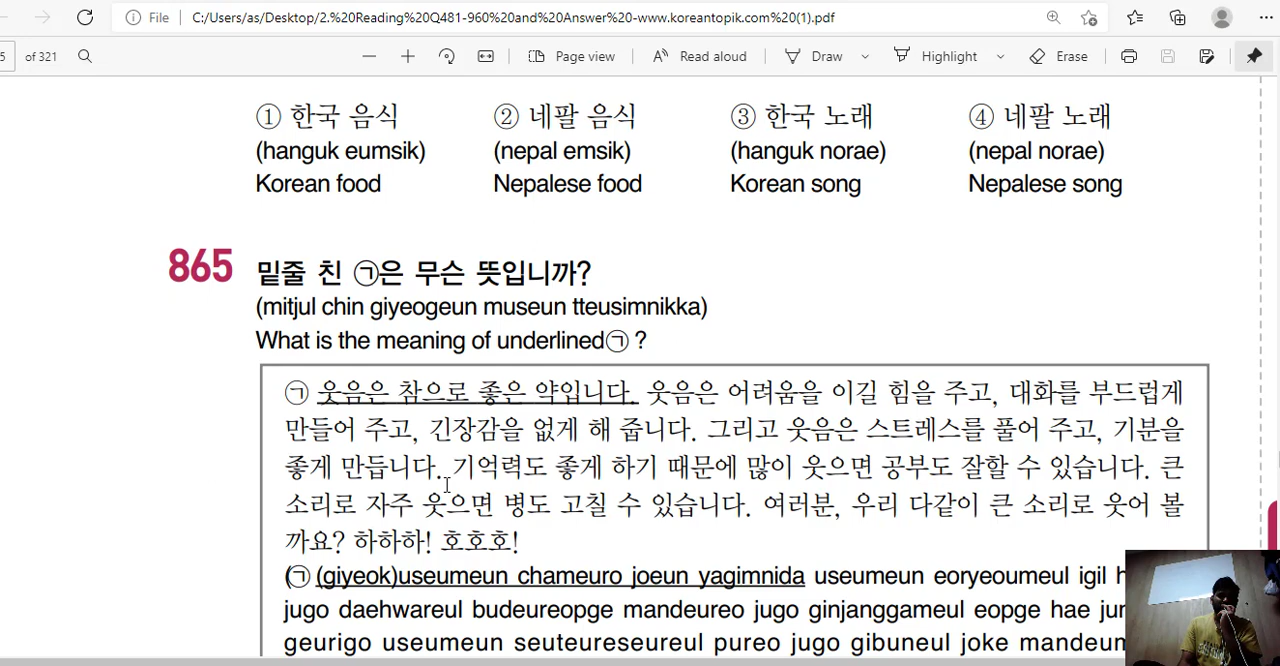 File C:/Users/as/Desktop/2.%20Reading%20Q481-960%20and%20Answer%20-www.koreantopik.com%20(1).pdf
5 of 321 Page view Read aloud Draw Highlight Erase
① 한국 음식 ② 네팔 음식 ③ 한국 노래 ④ 네팔 노래
(hanguk eumsik) (nepal emsik) (hanguk norae) (nepal norae)
Korean food Nepalese food Korean song Nepalese song
865 밑줄 친 ㉠은 무슨 뜻입니까?
(mitjul chin giyeogeun museun tteusimnikka)
What is the meaning of underlined㉠ ?
㉠ 웃음은 참으로 좋은 약입니다. 웃음은 어려움을 이길 힘을 주고, 대화를 부드럽게
만들어 주고, 긴장감을 없게 해 줍니다. 그리고 웃음은 스트레스를 풀어 주고, 기분을
좋게 만듭니다. 기억력도 좋게 하기 때문에 많이 웃으면 공부도 잘할 수 있습니다. 큰
소리로 자주 웃으면 병도 고칠 수 있습니다. 여러분, 우리 다같이 큰 소리로 웃어 볼
까요? 하하하! 호호호!
(㉠ (giyeok)useumeun chameuro joeun yagimnida useumeun eoryeoumeul igil
jugo daehwareul budeureopge mandeureo jugo ginjanggameul eopge hae
geurigo useumeun seuteureseureul pureo jugo gibuneul joke